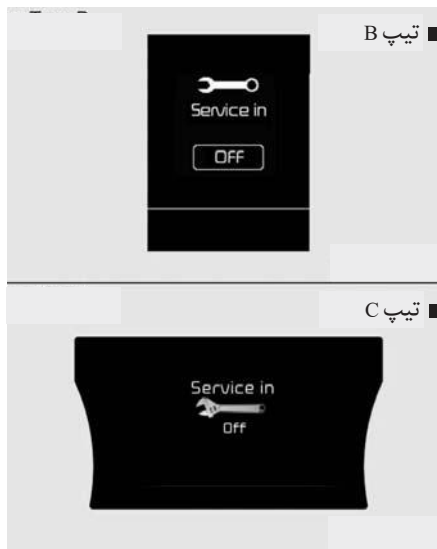 تیپ B
Service in
OFF
تیپ C
Service in
Off